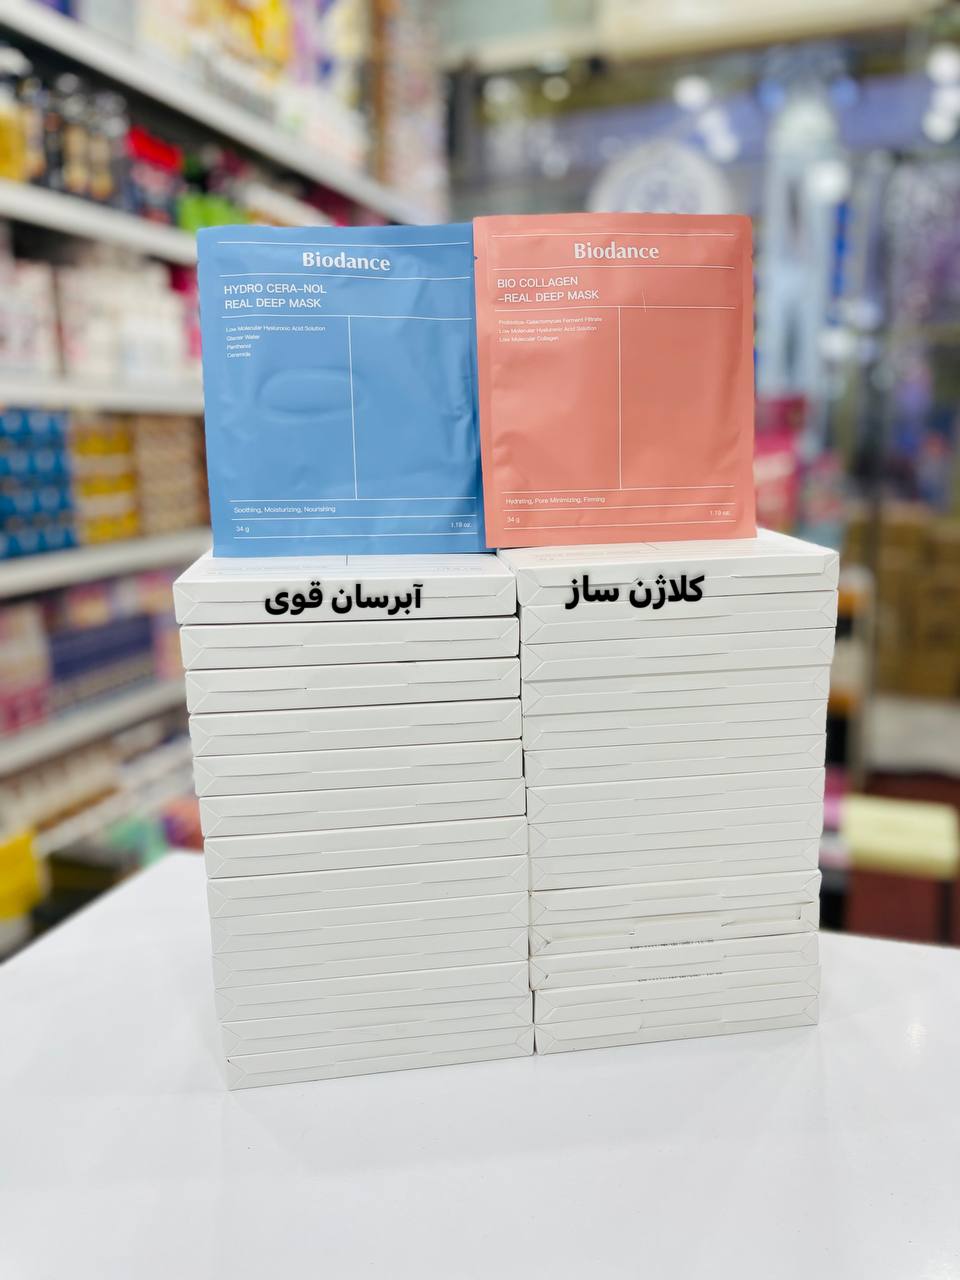 Biodance
HYDRO CERA-NOL
REAL DEEP MASK
Low Molecular Hyaluronic Acid Solution
Glacier Water
Panthenol
Ceramide
Soothing, Moisturizing, Nourishing
34 g
1.19 oz.
Biodance
BIO COLLAGEN
-REAL DEEP MASK
Probiotics-Galactomyces Ferment Filtrate
Low Molecular Hyaluronic Acid Solution
Low Molecular Collagen
Hydrating, Pore Minimizing, Firming
34 g
1.19 oz.
آبرسان قوی
کلاژن ساز